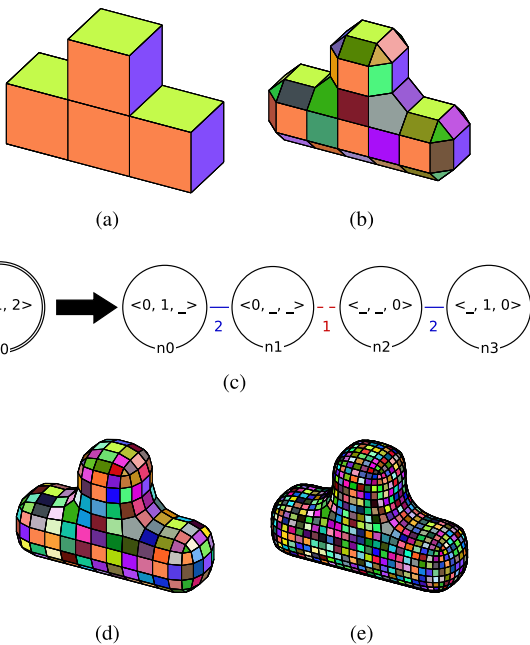 (a)
(b)
, 2> <0, 1, _> <0, _, _> <_, _, 0> <_, 1, 0>
2 1 2
0 n0 n1 n2 n3
(c)
(d)
(e)